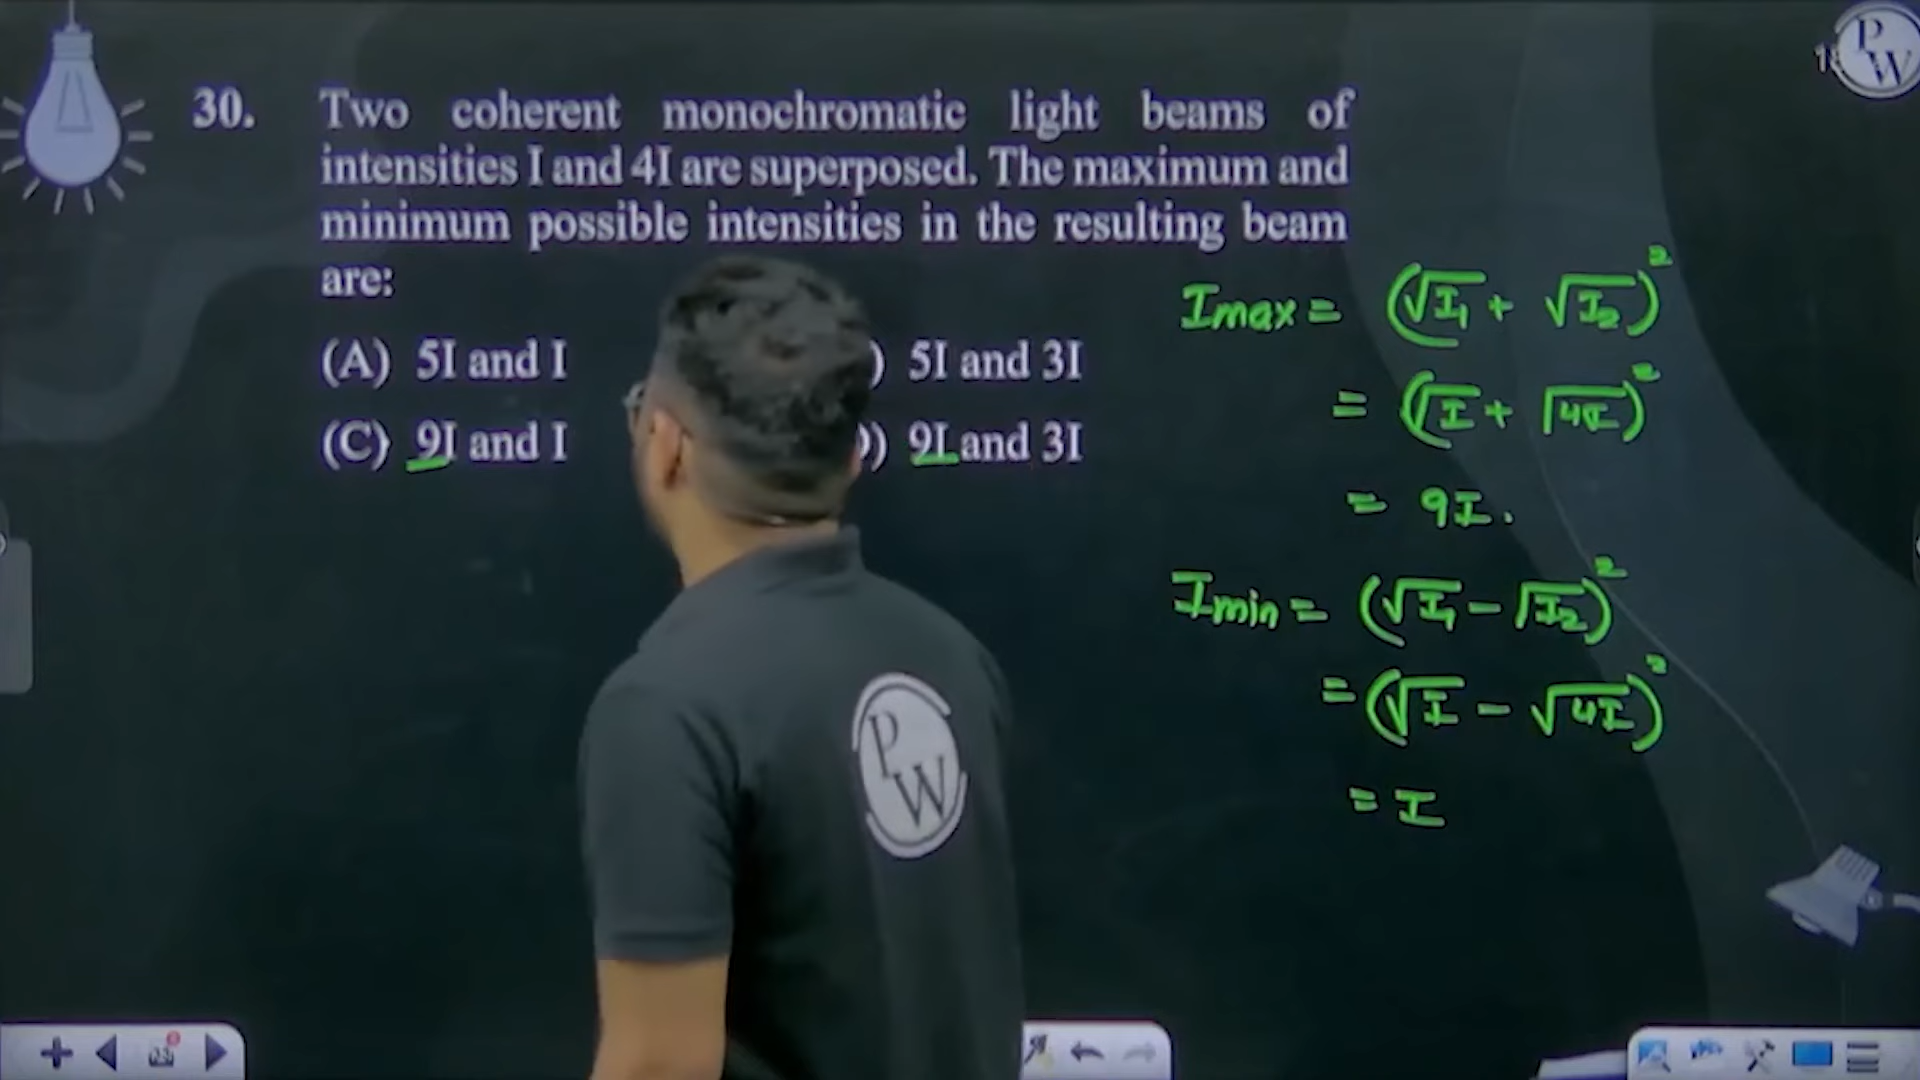 30. Two coherent monochromatic light beams of
intensities I and 4I are superposed. The maximum and
minimum possible intensities in the resulting beam
are:
(A) 5I and I ) 5I and 3I
(C) 9I and I ) 9I and 3I
Imax = (√I₁ + √I₂)²
= (√I + √4I)²
= 9I.
Imin = (√I₁ − √I₂)²
= (√I − √4I)²
= I
PW
PW